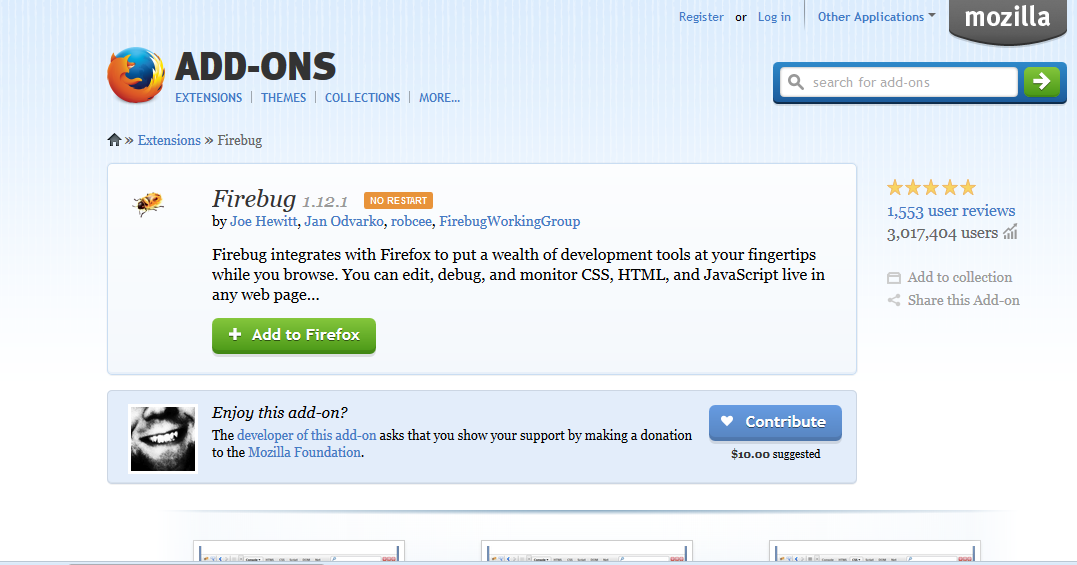 Register or Log in Other Applications mozilla
ADD-ONS
EXTENSIONS | THEMES | COLLECTIONS | MORE...
search for add-ons
» Extensions » Firebug
Firebug 1.12.1 NO RESTART
by Joe Hewitt, Jan Odvarko, robcee, FirebugWorkingGroup
Firebug integrates with Firefox to put a wealth of development tools at your fingertips
while you browse. You can edit, debug, and monitor CSS, HTML, and JavaScript live in
any web page...
+ Add to Firefox
1,553 user reviews
3,017,404 users
Add to collection
Share this Add-on
Enjoy this add-on?
The developer of this add-on asks that you show your support by making a donation
to the Mozilla Foundation.
Contribute
$10.00 suggested